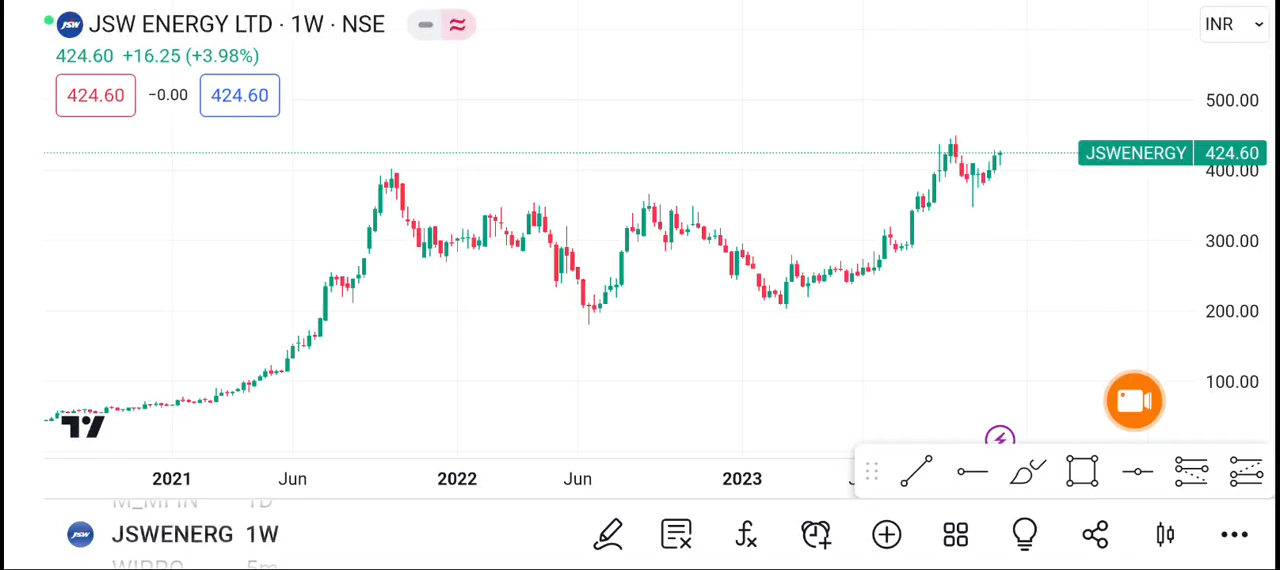 JSW ENERGY LTD · 1W · NSE
INR
424.60 +16.25 (+3.98%)
424.60 −0.00 424.60
500.00
JSWENERGY 424.60
400.00
300.00
200.00
100.00
2021 Jun 2022 Jun 2023
JSWENERG 1W